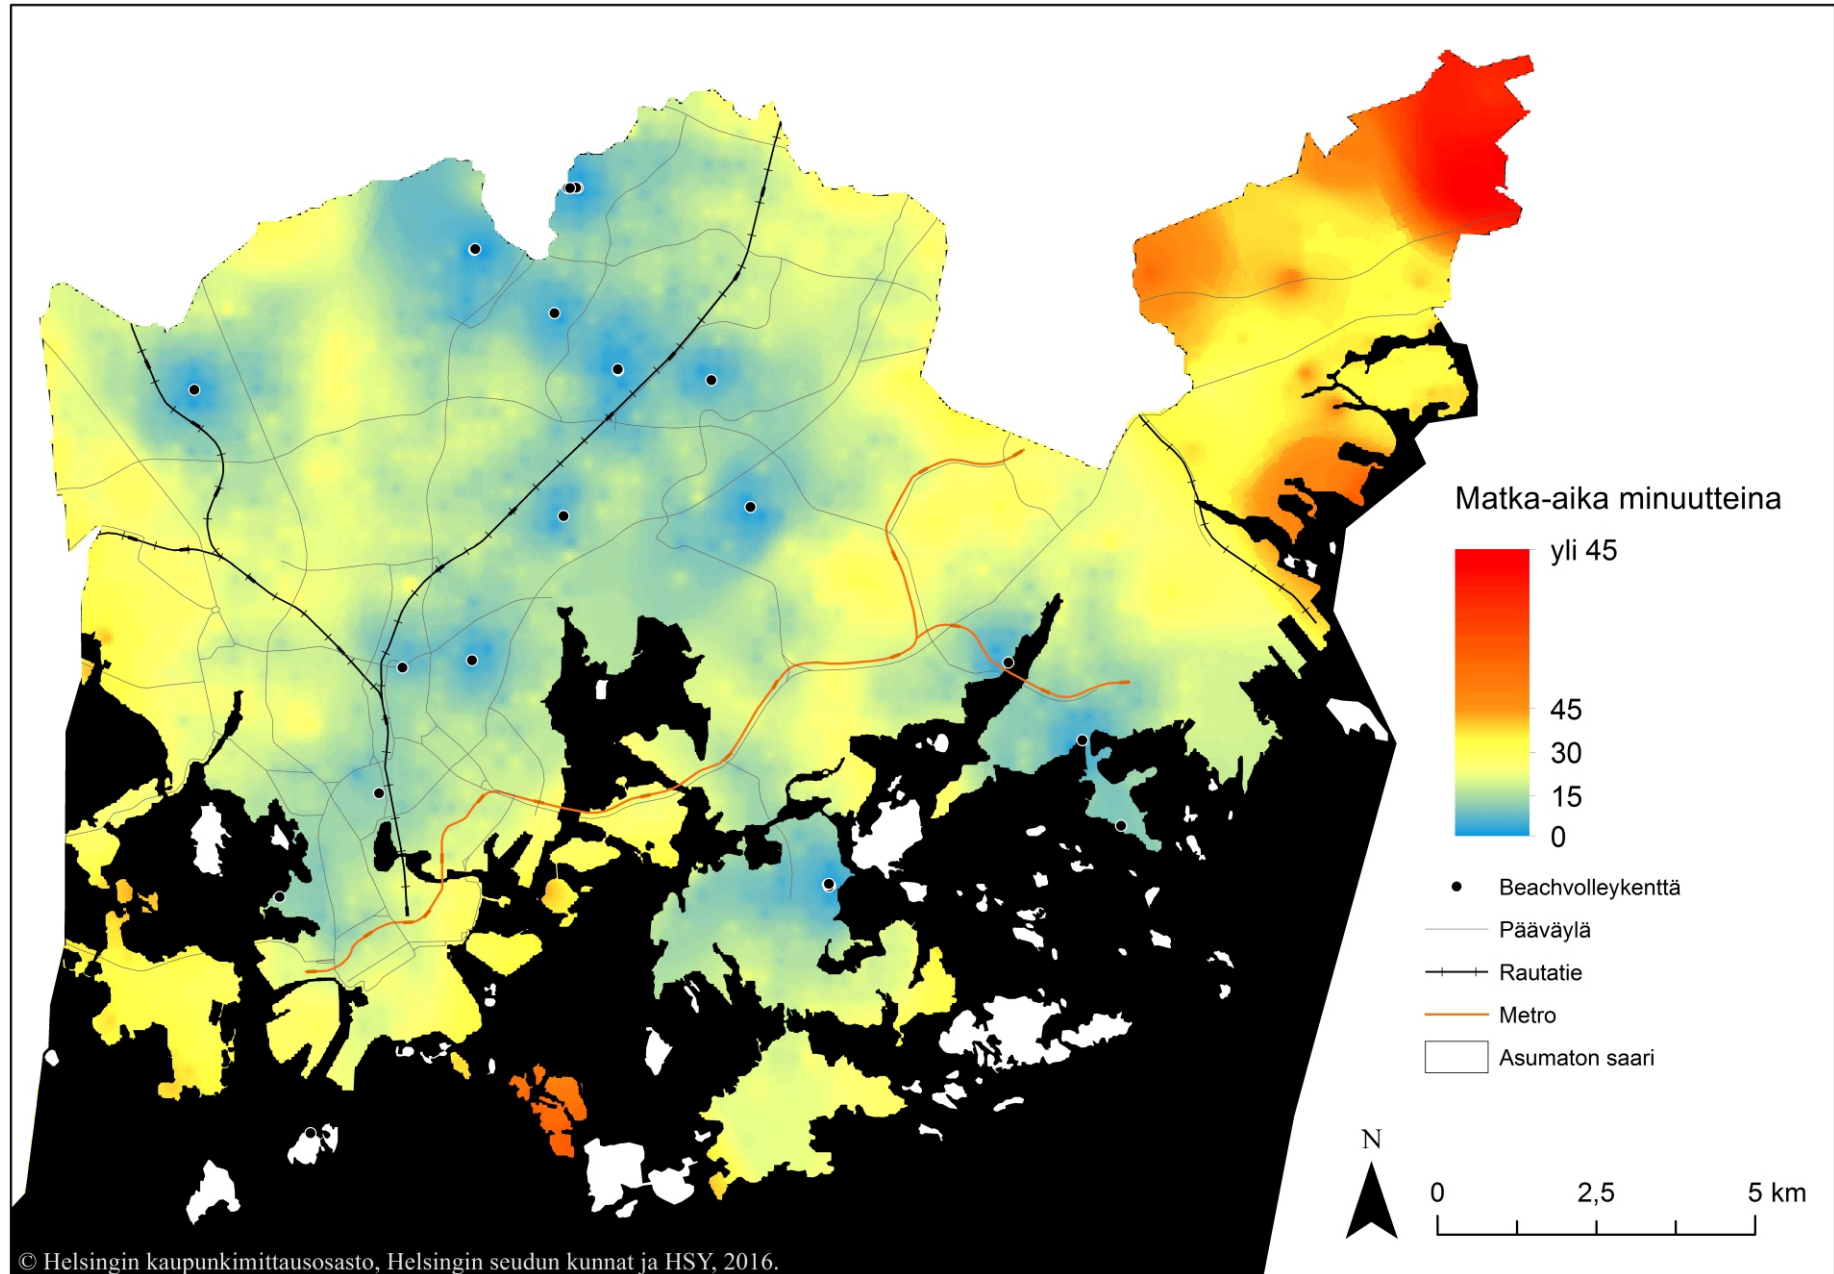 Matka-aika minuutteina
yli 45
45
30
15
0
Beachvolleykenttä
Pääväylä
Rautatie
Metro
Asumaton saari
N
0 2,5 5 km
© Helsingin kaupunkimittausosasto, Helsingin seudun kunnat ja HSY, 2016.